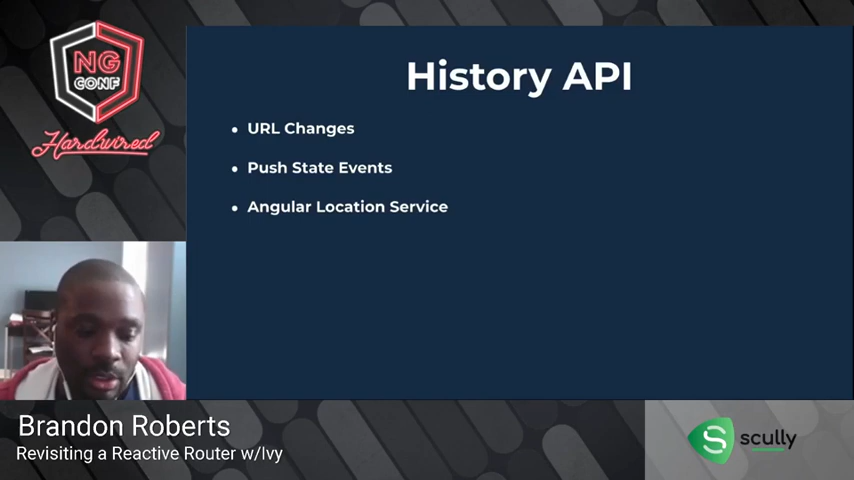 NG
CONF
Hardwired
History API
• URL Changes
• Push State Events
• Angular Location Service
Brandon Roberts
Revisiting a Reactive Router w/Ivy
S scully